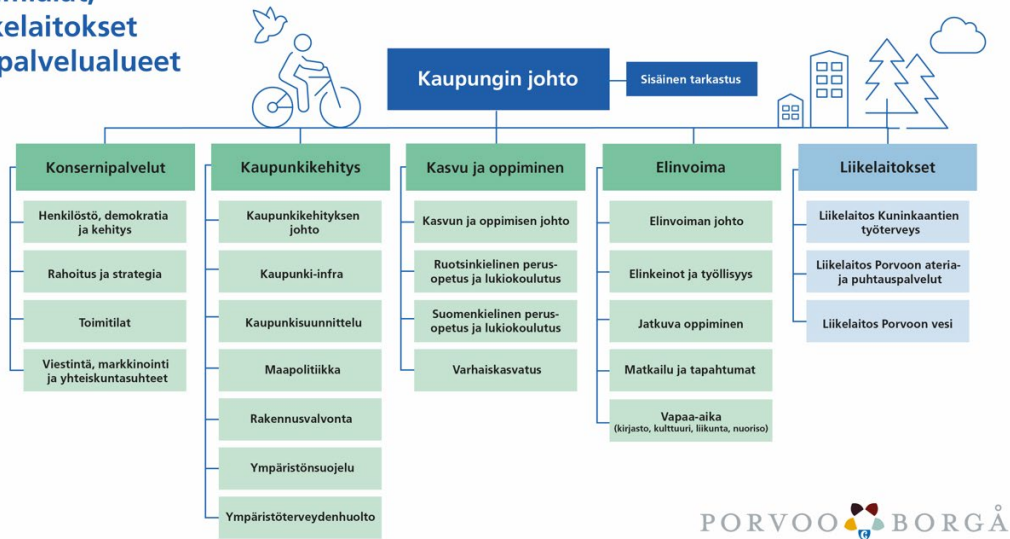 kelaitokset
palvelualueet
Kaupungin johto
Sisäinen tarkastus
Konsernipalvelut
Henkilöstö, demokratia
ja kehitys
Rahoitus ja strategia
Toimitilat
Viestintä, markkinointi
ja yhteiskuntasuhteet
Kaupunkikehitys
Kaupunkikehityksen
johto
Kaupunki-infra
Kaupunkisuunnittelu
Maapolitiikka
Rakennusvalvonta
Ympäristönsuojelu
Ympäristöterveydenhuolto
Kasvu ja oppiminen
Kasvun ja oppimisen johto
Ruotsinkielinen perus-
opetus ja lukiokoulutus
Suomenkielinen perus-
opetus ja lukiokoulutus
Varhaiskasvatus
Elinvoima
Elinvoiman johto
Elinkeinot ja työllisyys
Jatkuva oppiminen
Matkailu ja tapahtumat
Vapaa-aika
(kirjasto, kulttuuri, liikunta, nuoriso)
Liikelaitokset
Liikelaitos Kuninkaantien
työterveys
Liikelaitos Porvoon ateria-
ja puhtauspalvelut
Liikelaitos Porvoon vesi
PORVOO BORGÅ